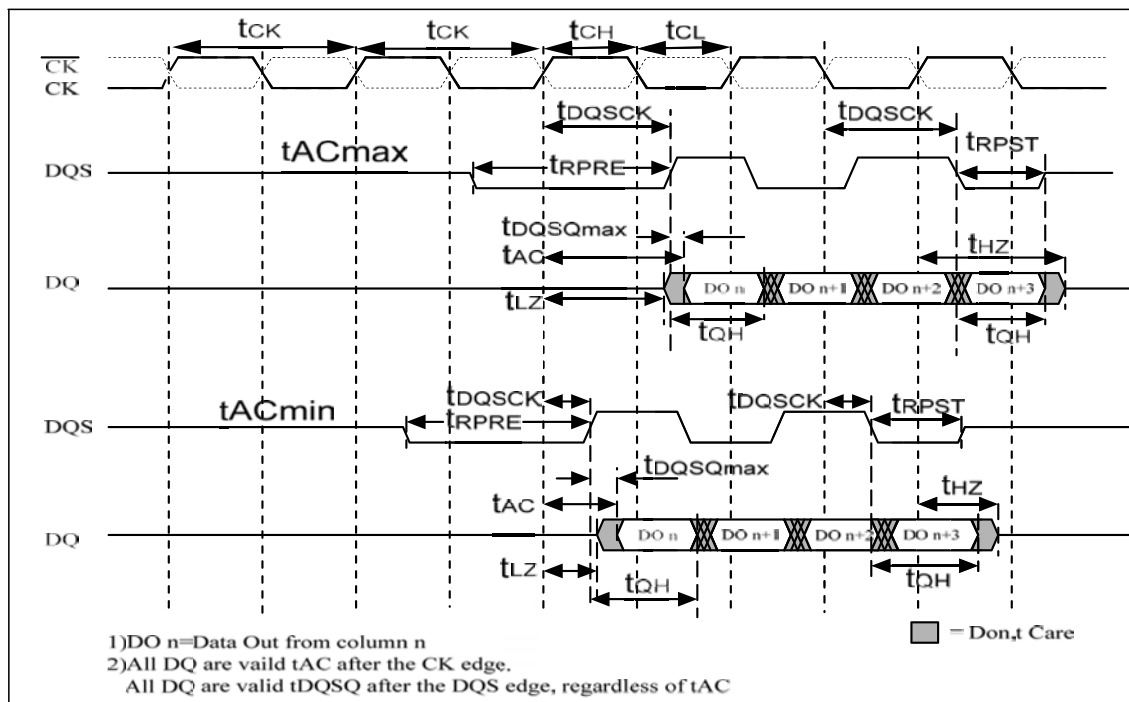 tCK tCK tCH tCL
CK
CK
tDQSCK tDQSCK
tACmax tRPRE tRPST
DQS
tDQSQmax
tAC tHZ
DQ DO n DO n+1 DO n+2 DO n+3
tLZ
tQH tQH
tDQSCK tDQSCK
tACmin tRPRE tRPST
DQS
tDQSQmax
tAC tHZ
DQ DO n DO n+1 DO n+2 DO n+3
tLZ
tQH tQH
1)DO n=Data Out from column n
= Don,t Care
2)All DQ are vaild tAC after the CK edge.
All DQ are valid tDQSQ after the DQS edge, regardless of tAC